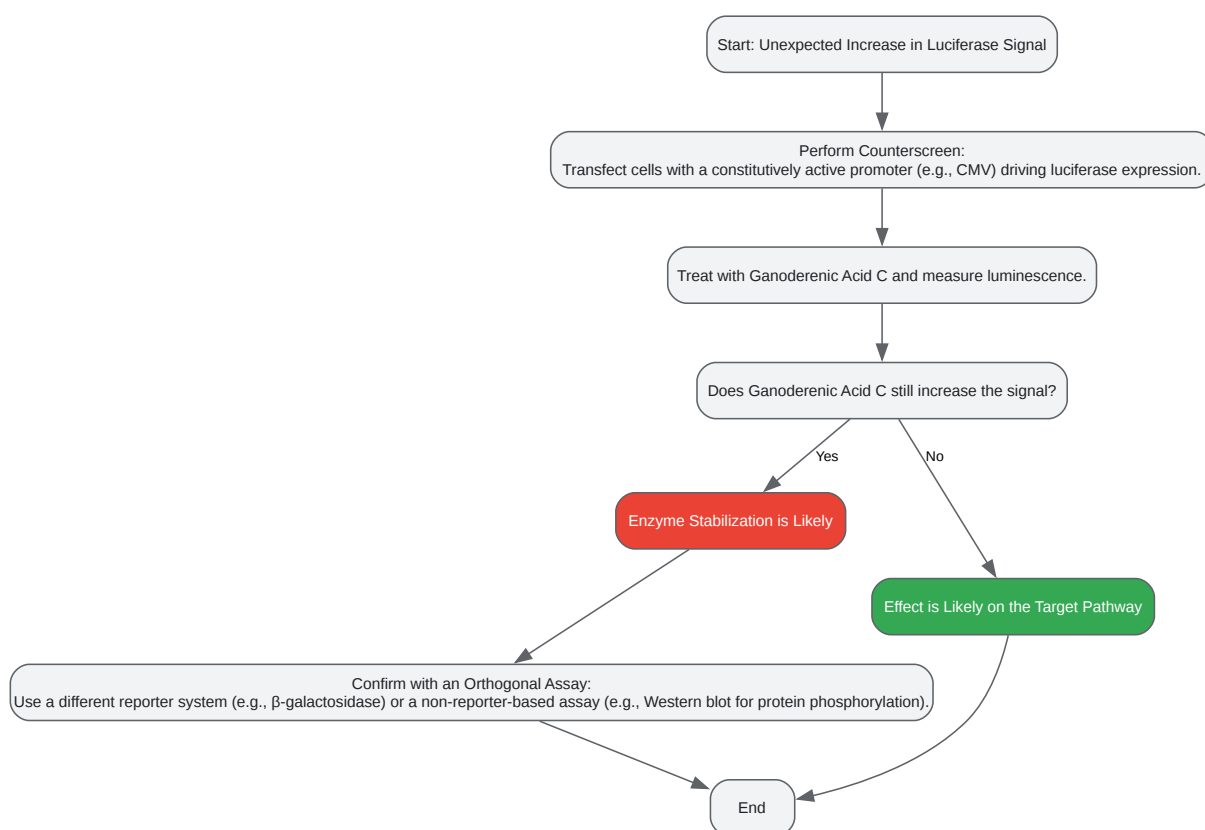 Start: Unexpected Increase in Luciferase Signal
Perform Counterscreen:
Transfect cells with a constitutively active promoter (e.g., CMV) driving luciferase expression.
Treat with Ganoderenic Acid C and measure luminescence.
Does Ganoderenic Acid C still increase the signal?
Yes
No
Enzyme Stabilization is Likely
Effect is Likely on the Target Pathway
Confirm with an Orthogonal Assay:
Use a different reporter system (e.g., β-galactosidase) or a non-reporter-based assay (e.g., Western blot for protein phosphorylation).
End